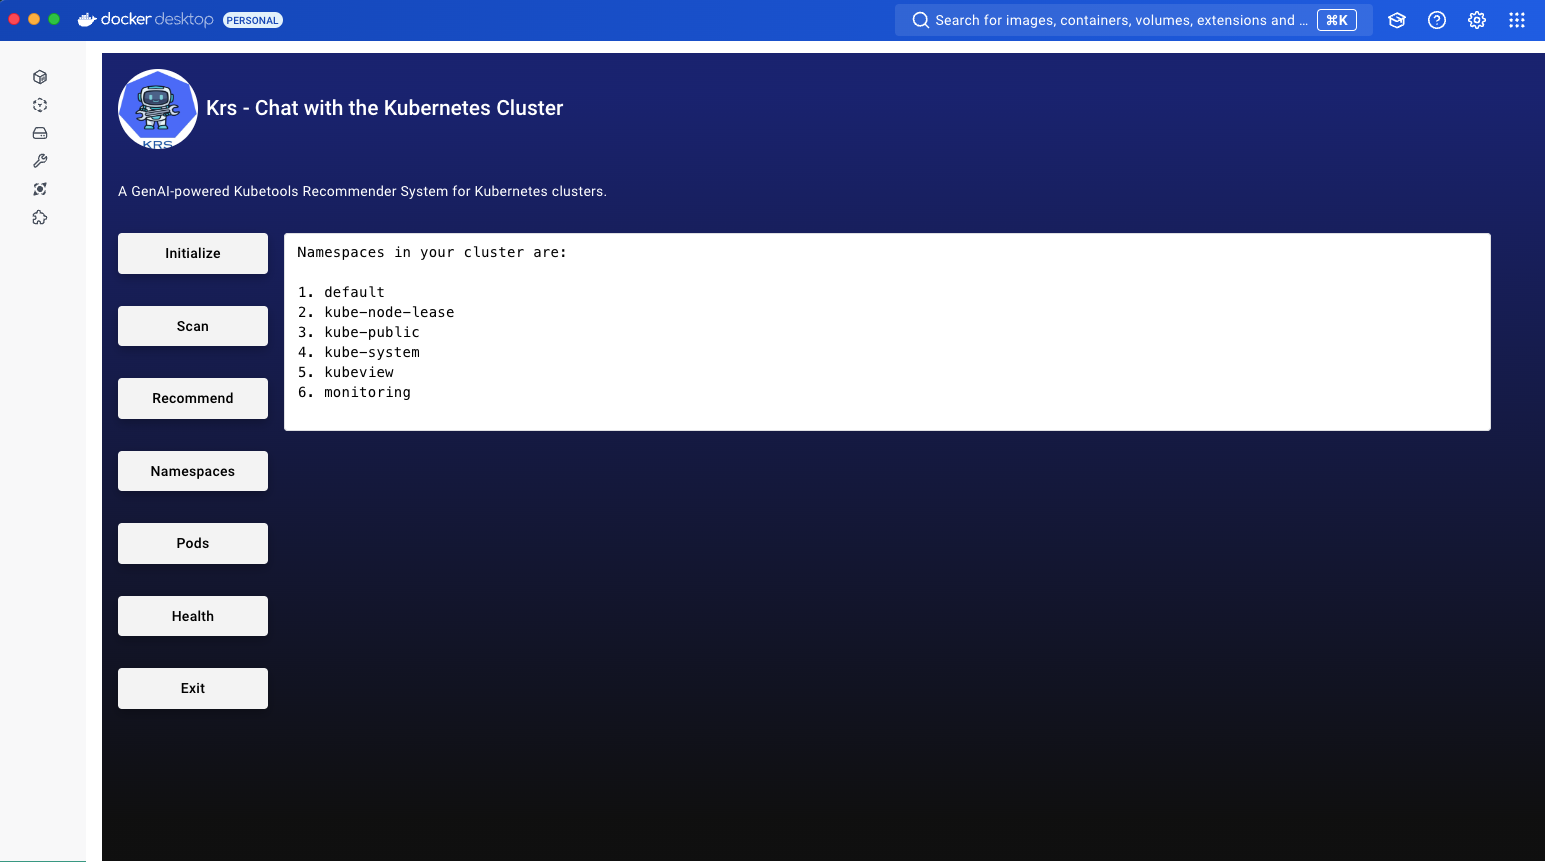 docker desktop PERSONAL
Search for images, containers, volumes, extensions and ... ⌘K
KRS
Krs - Chat with the Kubernetes Cluster
A GenAI-powered Kubetools Recommender System for Kubernetes clusters.
Initialize
Scan
Recommend
Namespaces
Pods
Health
Exit
Namespaces in your cluster are:
1. default
2. kube-node-lease
3. kube-public
4. kube-system
5. kubeview
6. monitoring